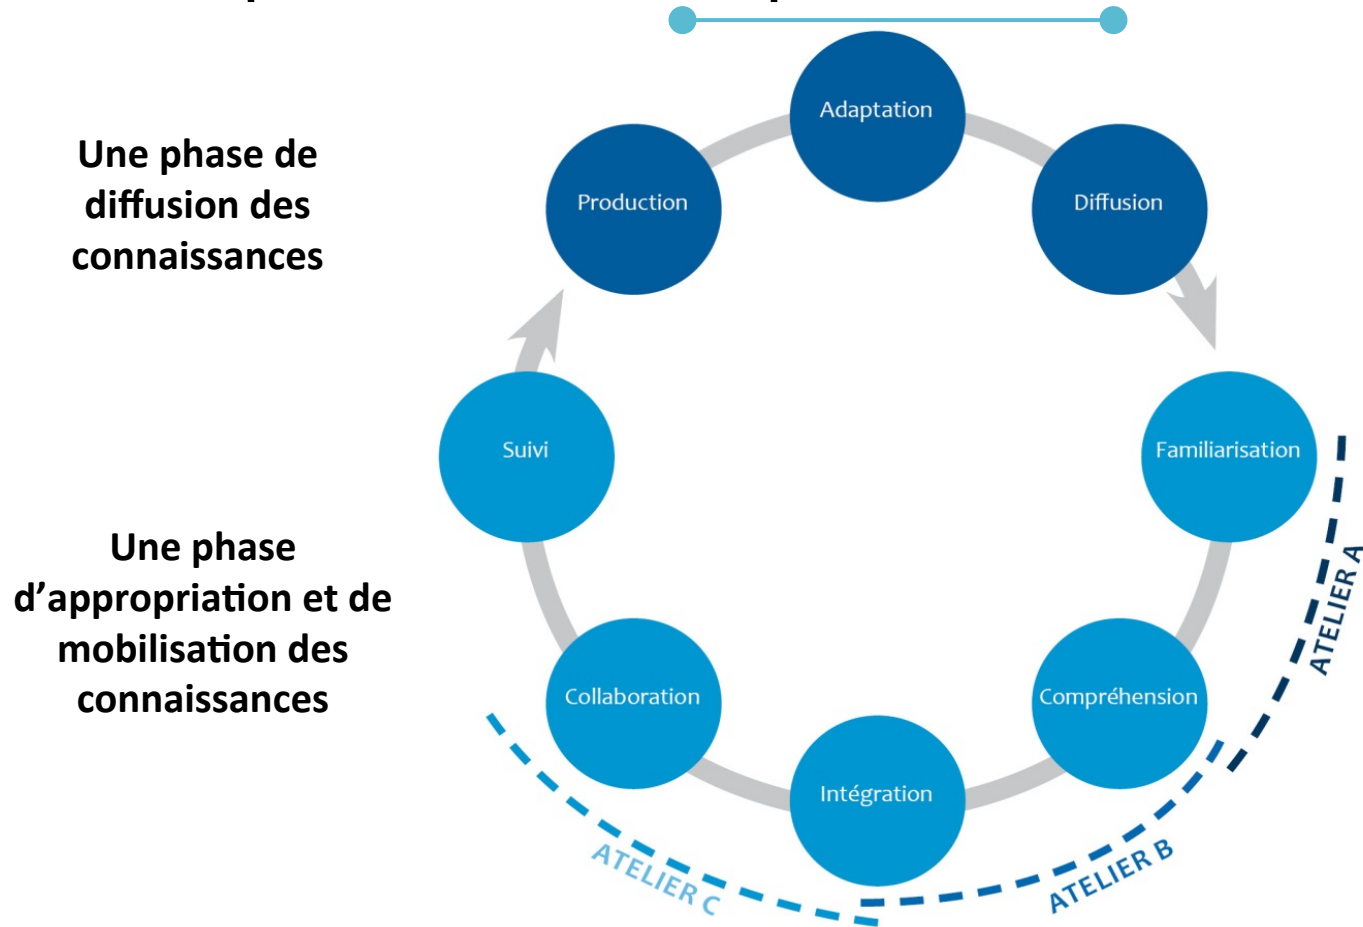 Une phase de
diffusion des
connaissances
Adaptation
Production
Diffusion
Suivi
Familiarisation
Une phase
d’appropriation et de
mobilisation des
connaissances
Collaboration
Compréhension
Intégration
ATELIER A
ATELIER B
ATELIER C